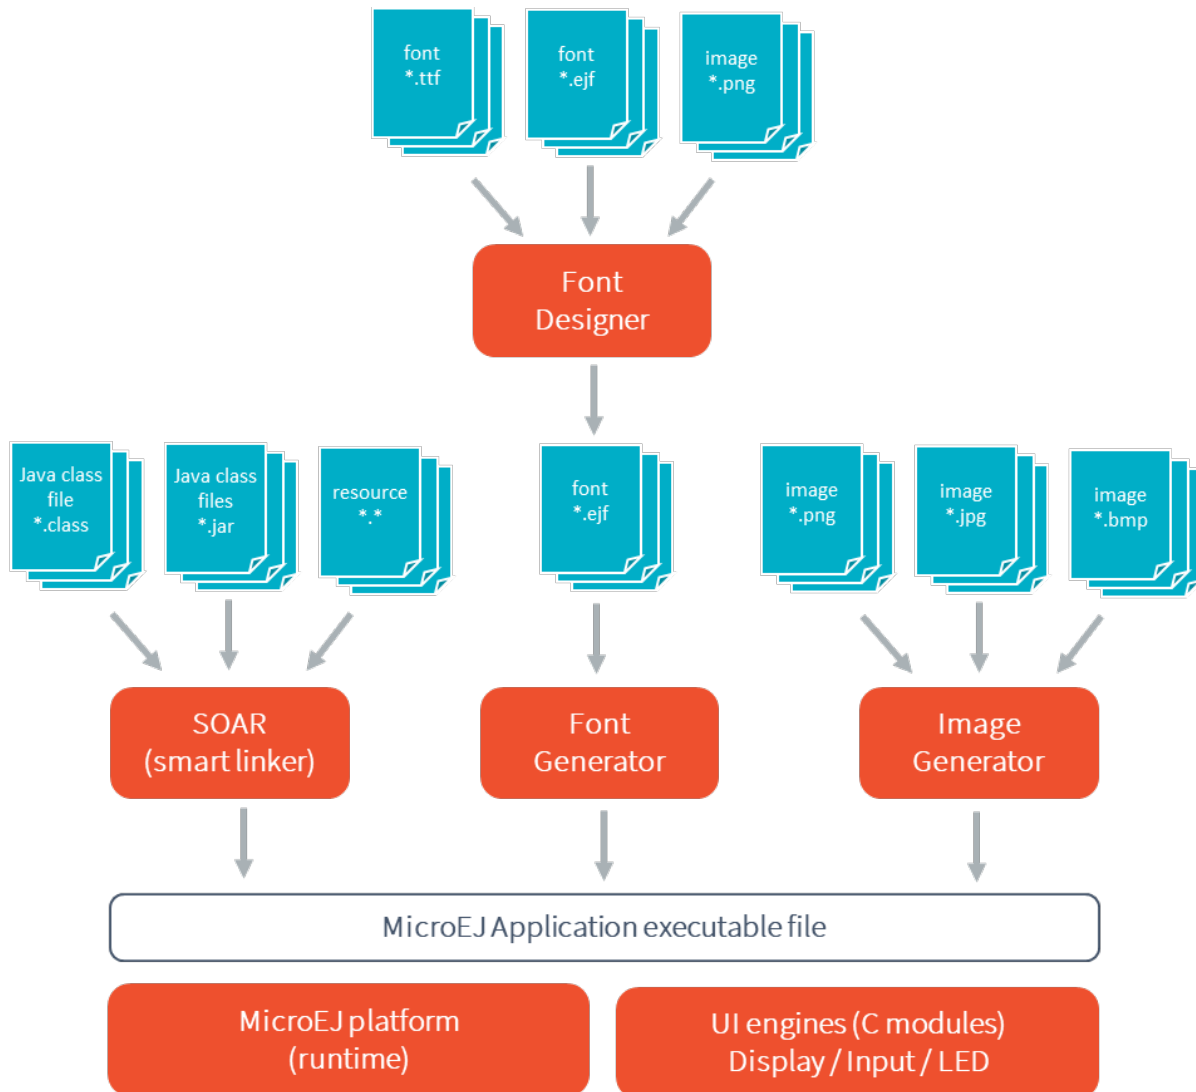 font
*.ttf
font
*.ejf
image
*.png
Font
Designer
Java class
file
*.class
Java class
files
*.jar
resource
*.*
font
*.ejf
image
*.png
image
*.jpg
image
*.bmp
SOAR
(smart linker)
Font
Generator
Image
Generator
MicroEJ Application executable file
MicroEJ platform
(runtime)
UI engines (C modules)
Display / Input / LED